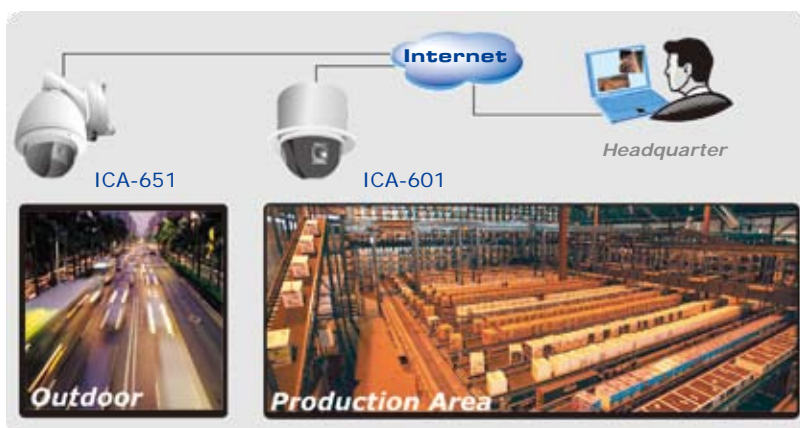 Internet
Headquarter
ICA-651
ICA-601
Outdoor
Production Area